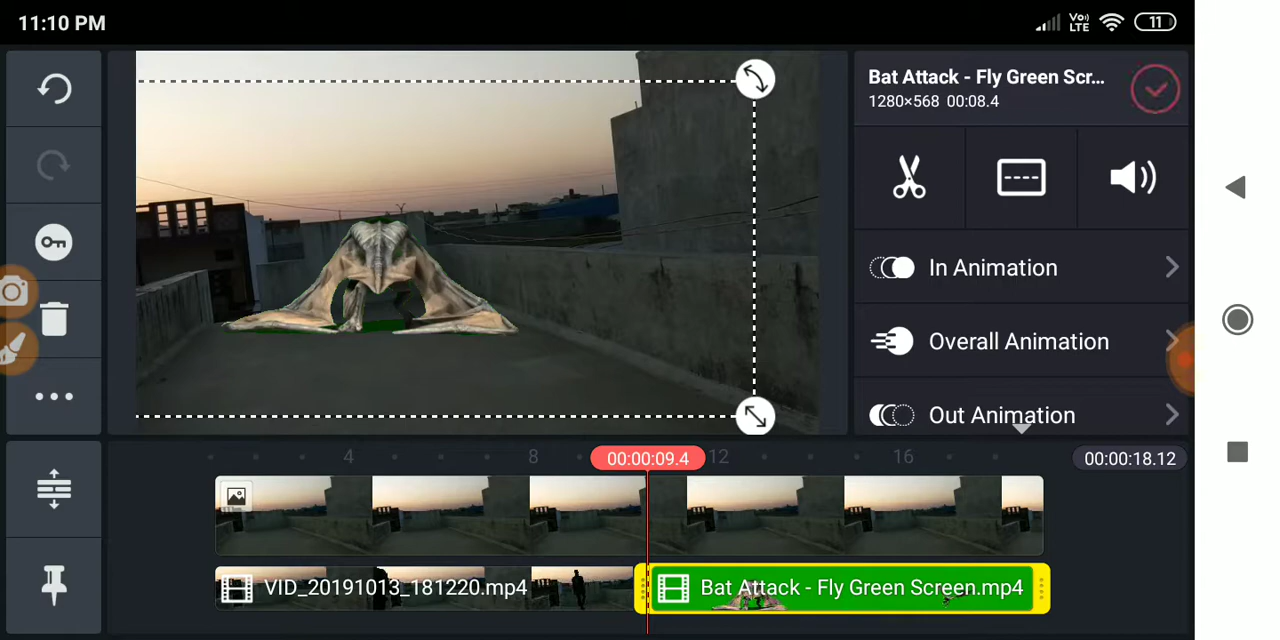 11:10 PM
Vo))
LTE
11
Bat Attack - Fly Green Scr...
1280×568 00:08.4
In Animation
Overall Animation
Out Animation
4
8
00:00:09.4
12
16
00:00:18.12
VID_20191013_181220.mp4
Bat Attack - Fly Green Screen.mp4